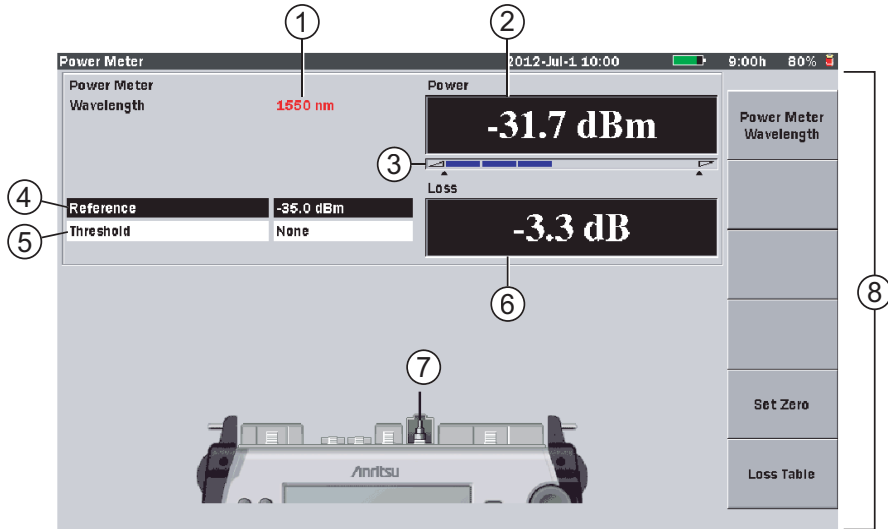 1
2
Power Meter 2012-Jul-1 10:00 9:00h 80%
Power Meter
Wavelength 1550 nm
Power
-31.7 dBm
3
Loss
-3.3 dB
4
Reference -35.0 dBm
5
Threshold None
6
7
Anritsu
Power Meter
Wavelength
Set Zero
Loss Table
8